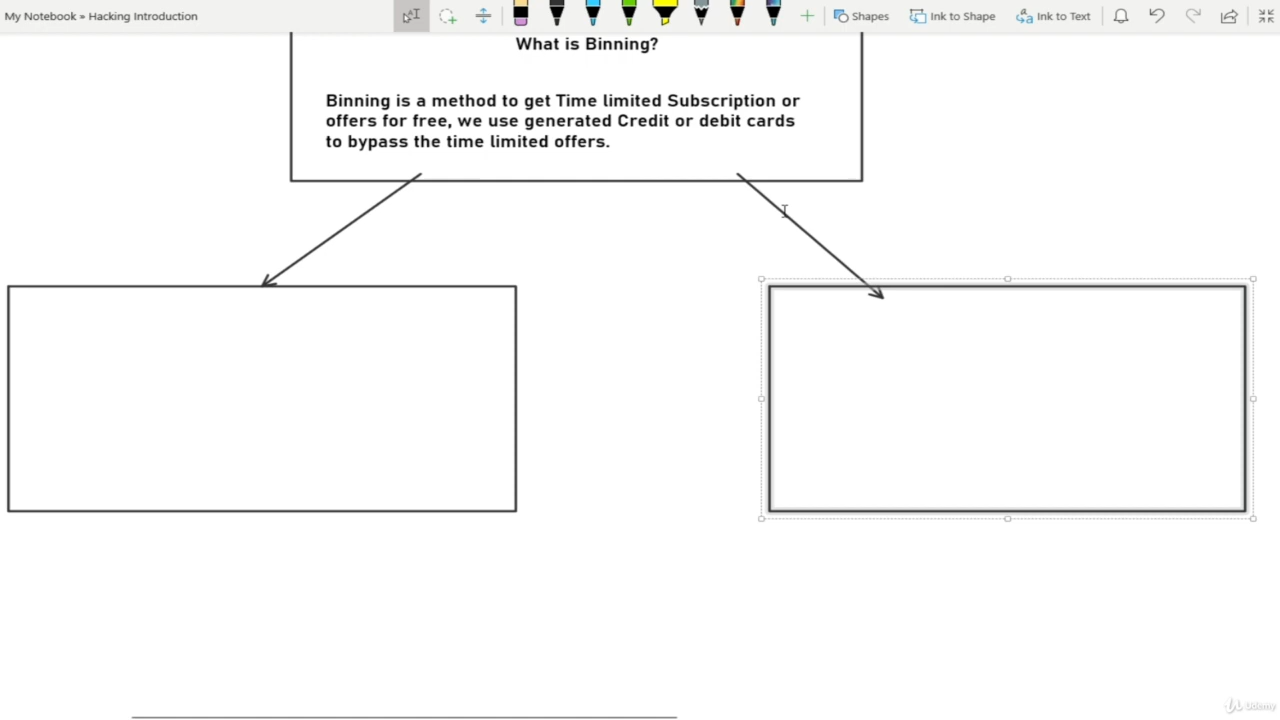 My Notebook » Hacking Introduction
Shapes
Ink to Shape
Ink to Text
What is Binning?
Binning is a method to get Time limited Subscription or
offers for free, we use generated Credit or debit cards
to bypass the time limited offers.
Udemy